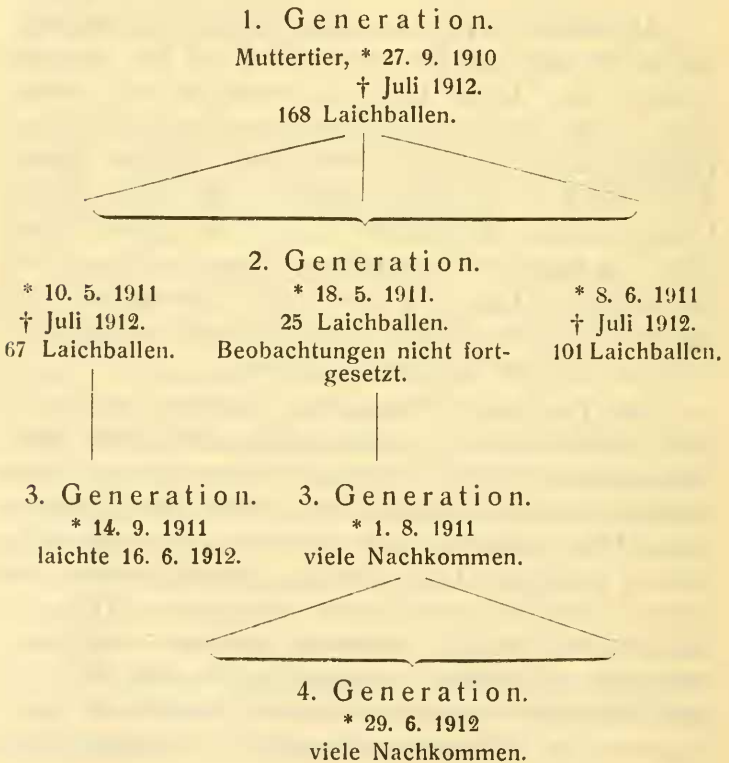 1. Generation.
Muttertier, * 27. 9. 1910
† Juli 1912.
168 Laichballen.
2. Generation.
* 10. 5. 1911
† Juli 1912.
67 Laichballen.
* 18. 5. 1911.
25 Laichballen.
Beobachtungen nicht fort-
gesetzt.
* 8. 6. 1911
† Juli 1912.
101 Laichballen.
3. Generation.
* 14. 9. 1911
laichte 16. 6. 1912.
3. Generation.
* 1. 8. 1911
viele Nachkommen.
4. Generation.
* 29. 6. 1912
viele Nachkommen.